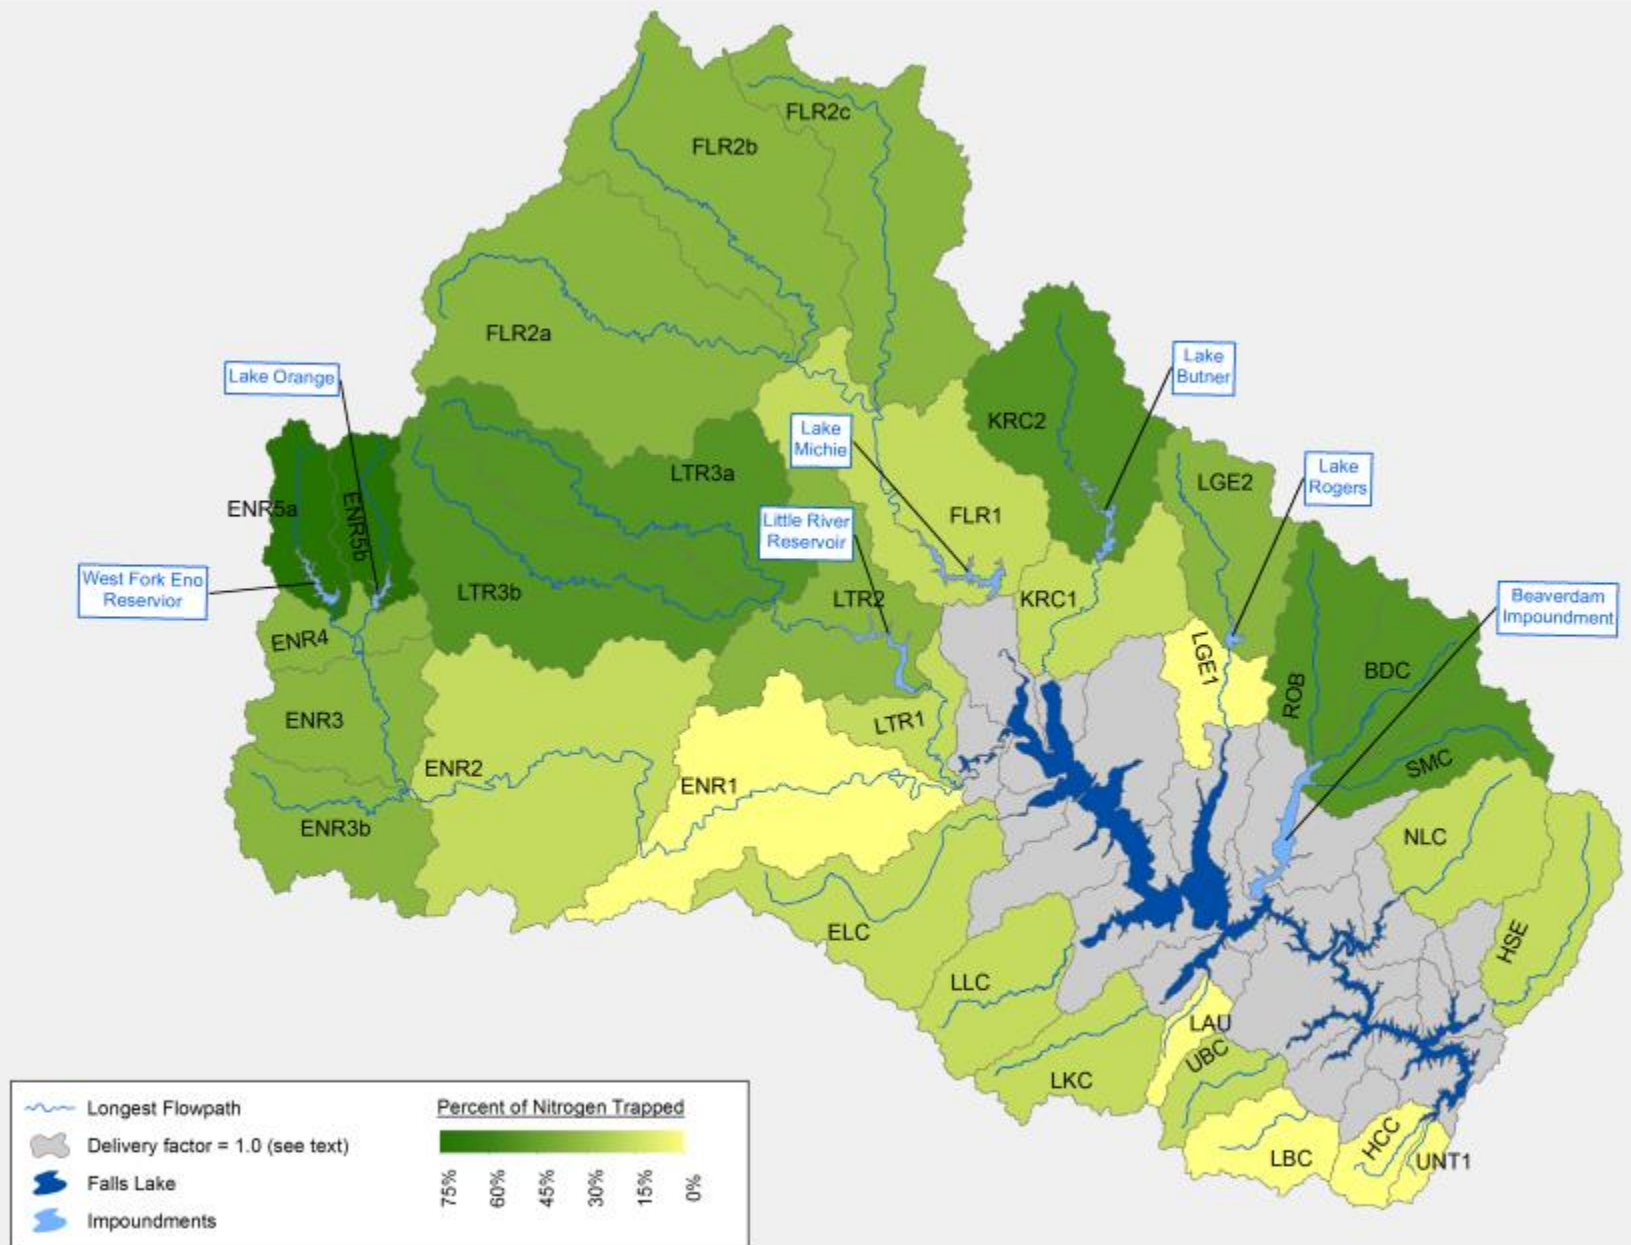 FLR2c
FLR2b
FLR2a
Lake Orange
Lake
Butner
KRC2
Lake
Michie
LTR3a
LGE2
Lake
Rogers
ENR5a
ENR5b
Little River
Reservoir
FLR1
West Fork Eno
Reservior
LTR3b
LTR2
KRC1
Beaverdam
Impoundment
ENR4
LGE1
ROB
BDC
ENR3
LTR1
ENR2
ENR1
SMC
ENR3b
NLC
ELC
HSE
LLC
LAU
UBC
LKC
LBC
HCC
UNT1
Longest Flowpath
Delivery factor = 1.0 (see text)
Falls Lake
Impoundments
Percent of Nitrogen Trapped
75%
60%
45%
30%
15%
0%